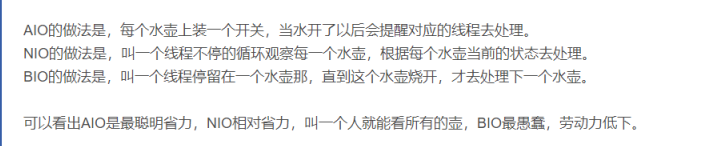 AIO的做法是，每个水壶上装一个开关，当水开了以后会提醒对应的线程去处理。
NIO的做法是，叫一个线程不停的循环观察每一个水壶，根据每个水壶当前的状态去处理。
BIO的做法是，叫一个线程停留在一个水壶那，直到这个水壶烧开，才去处理下一个水壶。
可以看出AIO是最聪明省力，NIO相对省力，叫一个人就能看所有的壶，BIO最愚蠢，劳动力低下。